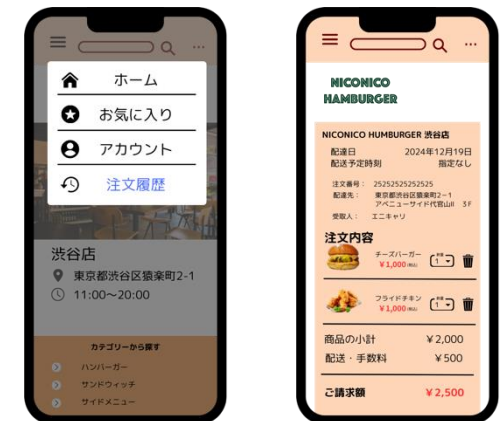 ホーム
お気に入り
アカウント
注文履歴
渋谷店
東京都渋谷区猿楽町2-1
11:00〜20:00
カテゴリーから探す
ハンバーガー
サンドウィッチ
サイドメニュー
NICONICO
HAMBURGER
NICONICO HUMBURGER 渋谷店
配達日 2024年12月19日
配送予定時刻 指定なし
注文番号： 25252525252525
配達先： 東京都渋谷区猿楽町2−1
アベニューサイド代官山Ⅱ 3F
受取人： エニキャリ
注文内容
チーズバーガー
￥1,000(税込)
数量
1
フライドチキン
￥1,000(税込)
数量
1
商品の小計 ￥2,000
配送・手数料 ￥500
ご請求額 ￥2,500